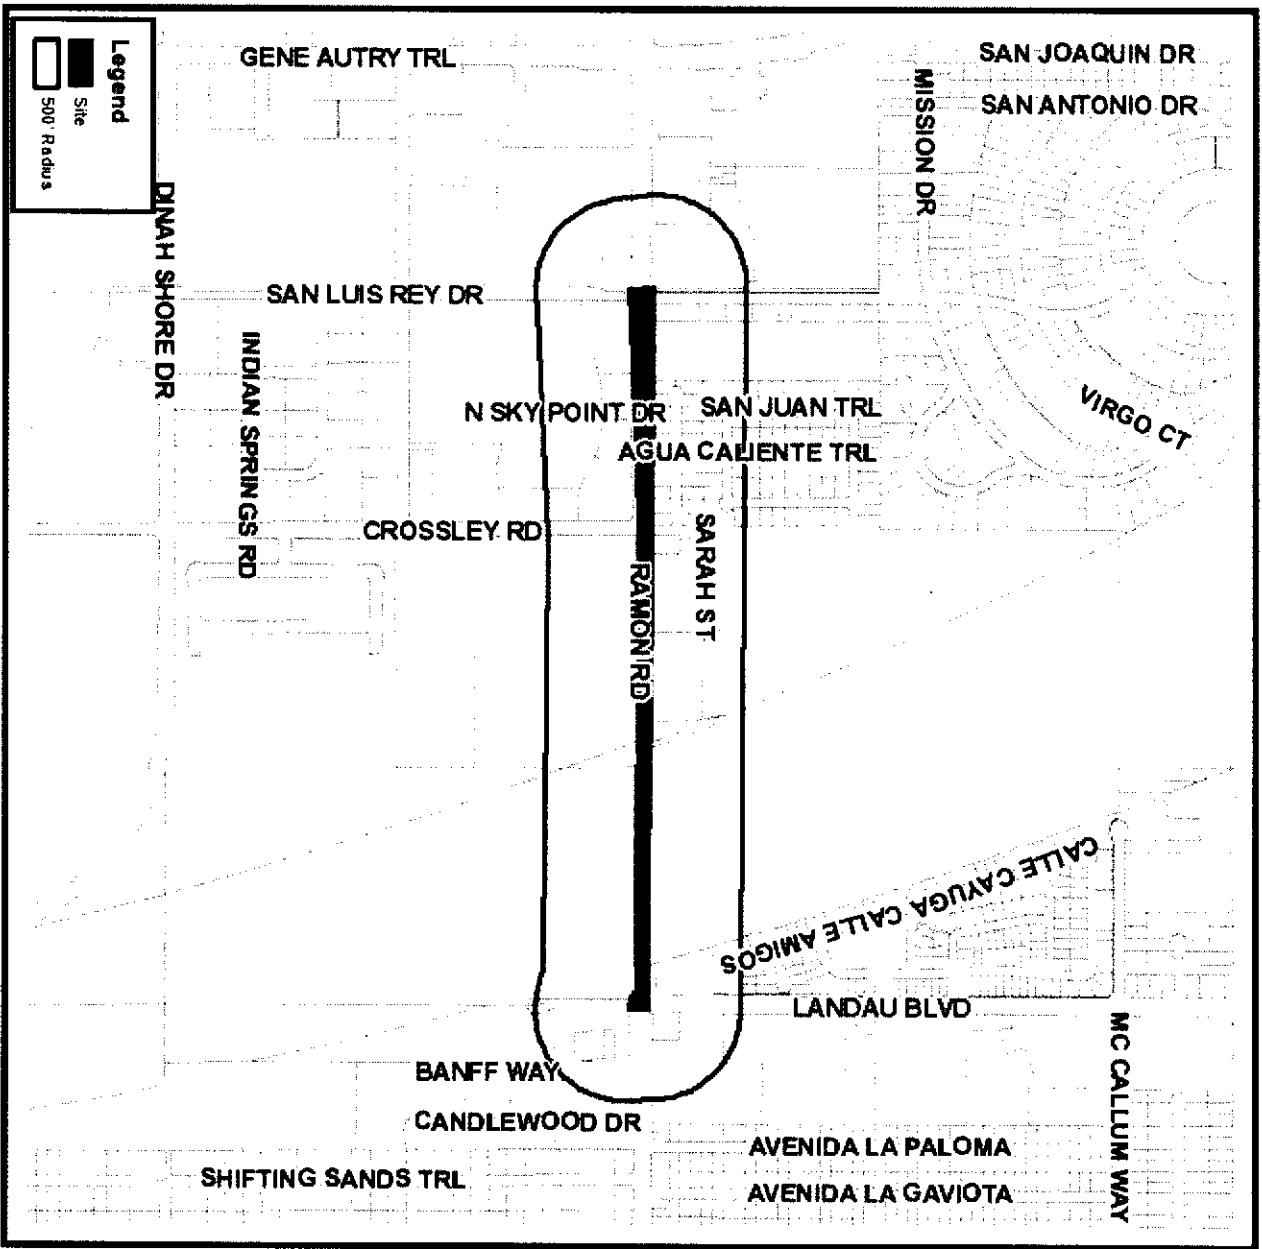 Legend
Site
500' Radius
GENE AUTRY TRL
SAN JOAQUIN DR
SAN ANTONIO DR
MISSION DR
DINAH SHORE DR
SAN LUIS REY DR
INDIAN SPRINGS RD
N SKY POINT DR
SAN JUAN TRL
VIRGO CT
AGUA CALIENTE TRL
CROSSLEY RD
SARAH ST
RAMON RD
CALLE CAYUGA CALLE AMIGOS
LANDAU BLVD
MC CALLUM WAY
BANFF WAY
CANDLEWOOD DR
AVENIDA LA PALOMA
SHIFTING SANDS TRL
AVENIDA LA GAVIOTA